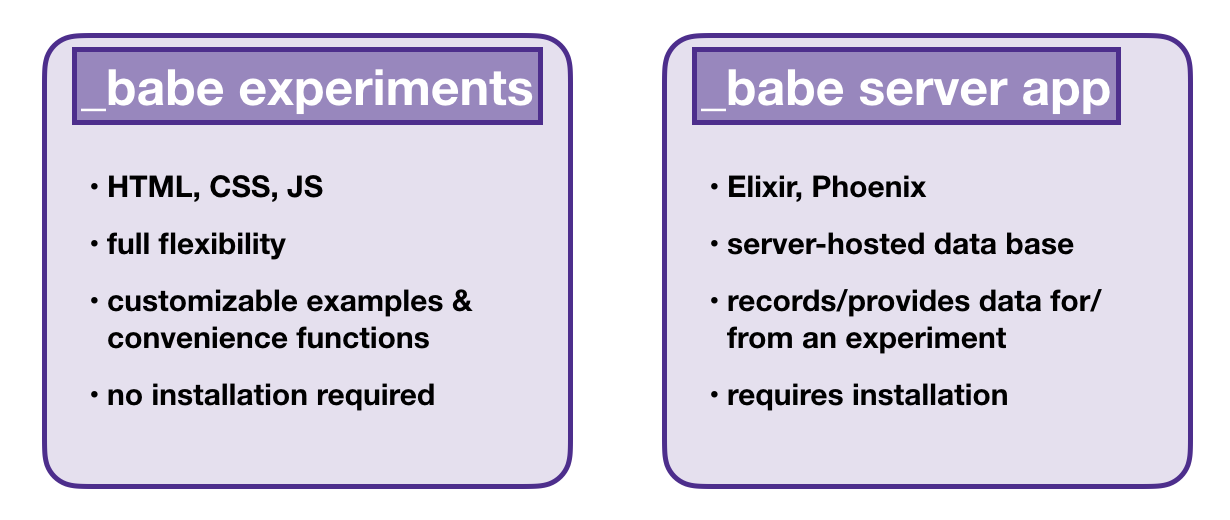 _babe experiments
• HTML, CSS, JS
• full flexibility
• customizable examples &
convenience functions
• no installation required
_babe server app
• Elixir, Phoenix
• server-hosted data base
• records/provides data for/
from an experiment
• requires installation